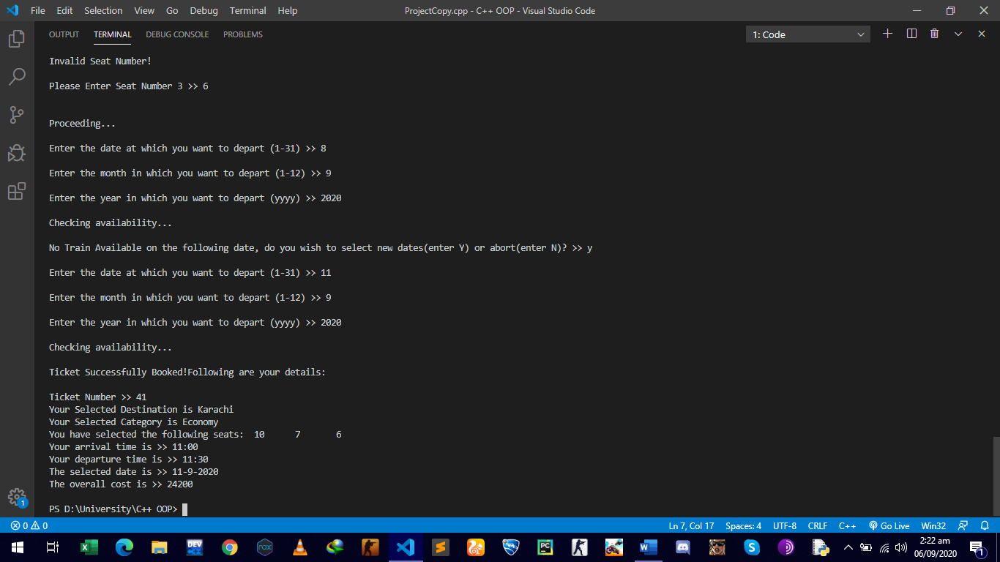 File Edit Selection View Go Debug Terminal Help
ProjectCopy.cpp - C++ OOP - Visual Studio Code
OUTPUT TERMINAL DEBUG CONSOLE PROBLEMS
1: Code
Invalid Seat Number!
Please Enter Seat Number 3 >> 6
Proceeding...
Enter the date at which you want to depart (1-31) >> 8
Enter the month in which you want to depart (1-12) >> 9
Enter the year in which you want to depart (yyyy) >> 2020
Checking availability...
No Train Available on the following date, do you wish to select new dates(enter Y) or abort(enter N)? >> y
Enter the date at which you want to depart (1-31) >> 11
Enter the month in which you want to depart (1-12) >> 9
Enter the year in which you want to depart (yyyy) >> 2020
Checking availability...
Ticket Successfully Booked!Following are your details:
Ticket Number >> 41
Your Selected Destination is Karachi
Your Selected Category is Economy
You have selected the following seats: 10 7 6
Your arrival time is >> 11:00
Your departure time is >> 11:30
The selected date is >> 11-9-2020
The overall cost is >> 24200
PS D:\University\C++ OOP>
1
0 0
Ln 7, Col 17 Spaces: 4 UTF-8 CRLF C++ Go Live Win32
DEV
nox
PC
W
S
2:22 am
06/09/2020
1